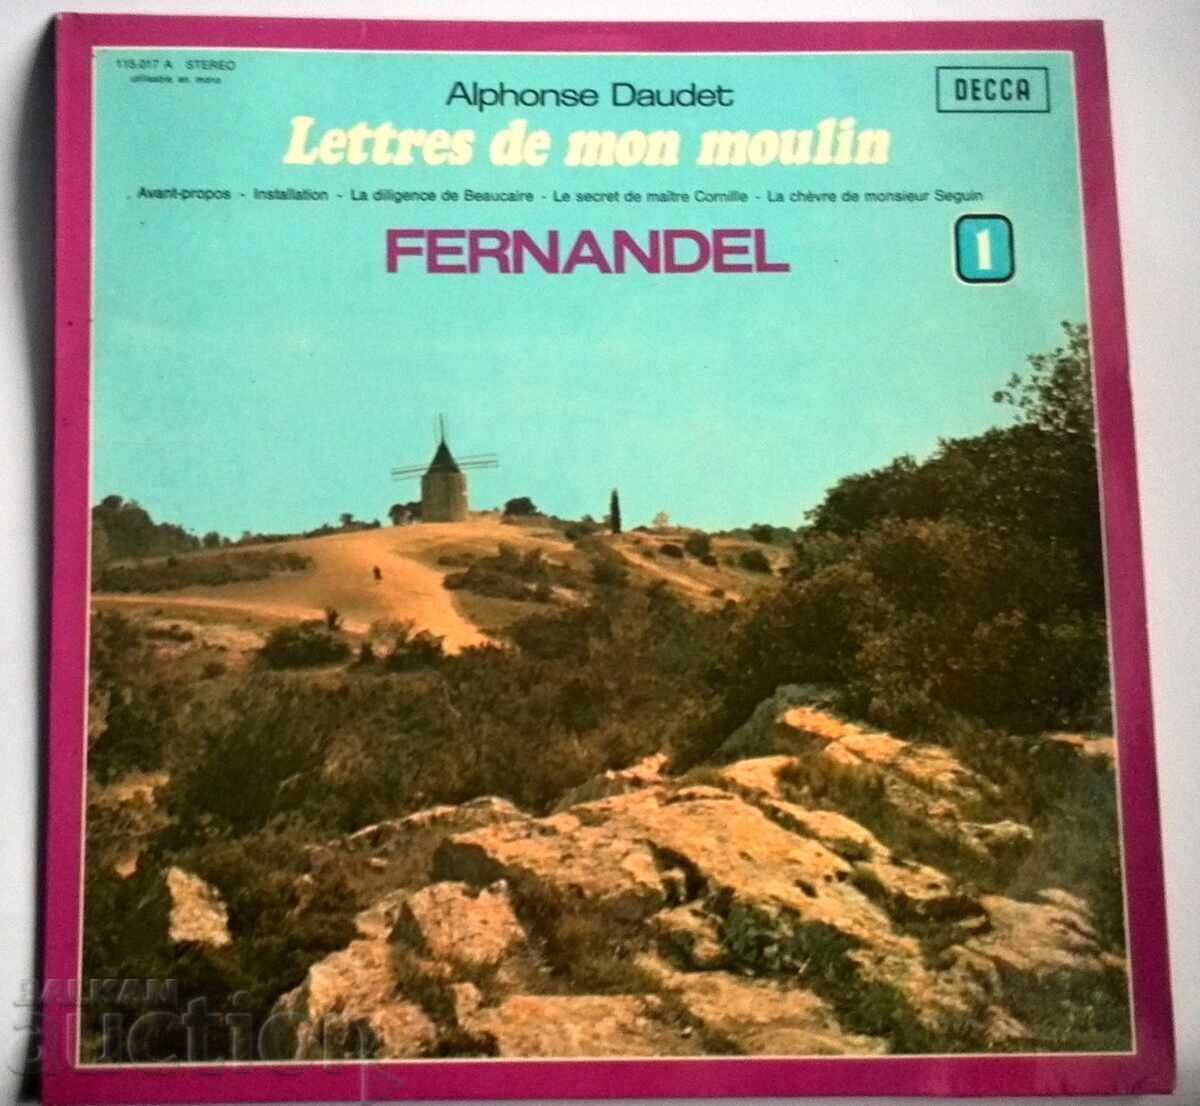 115.017 A STEREO
utilisable en mono
DECCA
Alphonse Daudet
Lettres de mon moulin
Avant-propos - Installation - La diligence de Beaucaire - Le secret de maître Cornille - La chèvre de monsieur Seguin
FERNANDEL
1
BALKAN
auction